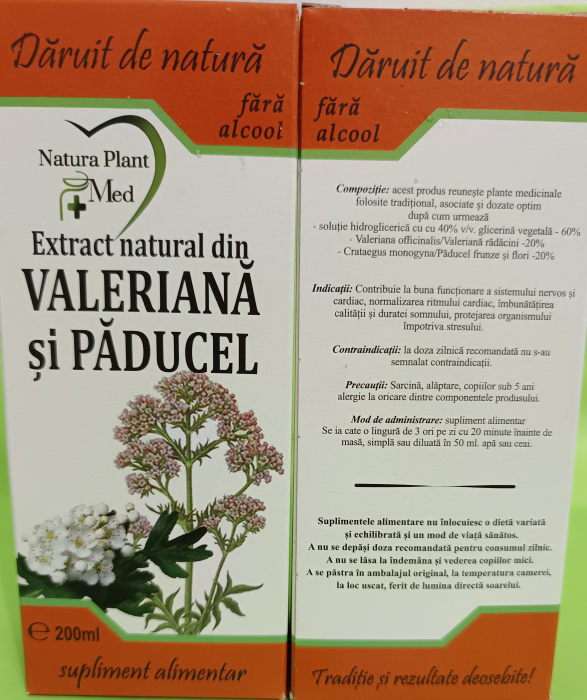 Dăruit de natură
fără
alcool
Natura Plant
Med
Extract natural din
VALERIANĂ
și PĂDUCEL
℮ 200ml
supliment alimentar
Dăruit de natură
fără
alcool
Compoziție: acest produs reunește plante medicinale
folosite tradițional, asociate și dozate optim
după cum urmează
- soluție hidroglicerică cu cu 40% v/v. glicerină vegetală - 60%
- Valeriana officinalis/Valeriană rădăcini -20%
- Crataegus monogyna/Păducel frunze și flori -20%
Indicații: Contribuie la buna funcționare a sistemului nervos și
cardiac, normalizarea ritmului cardiac, îmbunătățirea
calității și duratei somnului, protejarea organismului
împotriva stresului.
Contraindicații: la doza zilnică recomandată nu s-au
semnalat contraindicații.
Precauții: Sarcină, alăptare, copiilor sub 5 ani
alergie la oricare dintre componentele produsului.
Mod de administrare: supliment alimentar
Se ia cate o lingură de 3 ori pe zi cu 20 minute înainte de
masă, simplă sau diluată în 50 ml. apă sau ceai.
Suplimentele alimentare nu înlocuiesc o dietă variată
și echilibrată și un mod de viață sănătos.
A nu se depăși doza recomandată pentru consumul zilnic.
A nu se lăsa la îndemâna și vederea copiilor mici.
A se păstra în ambalajul original, la temperatura camerei,
la loc uscat, ferit de lumina directă soarelui.
Tradiție și rezultate deosebite!